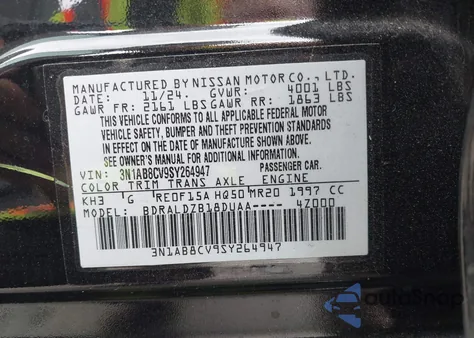 MANUFACTURED BY NISSAN MOTOR CO., LTD.
DATE: 11/24. GVWR: 4001 LBS
GAWR FR: 2161 LBS GAWR RR: 1863 LBS
THIS VEHICLE CONFORMS TO ALL APPLICABLE FEDERAL MOTOR
VEHICLE SAFETY, BUMPER AND THEFT PREVENTION STANDARDS
IN EFFECT ON THE DATE OF MANUFACTURE SHOWN ABOVE.
SEE OWNER'S MANUAL FOR ADDITIONAL INFORMATION.
VIN: 3N1AB8CV9SY264947 PASSENGER CAR.
COLOR TRIM TRANS AXLE ENGINE
KH3 G RE0F15A HQ50 MR20 1997 CC
MODEL: BDRALDZB18DUAA---- 4Z000
3N1AB8CV9SY264947
autoSnap